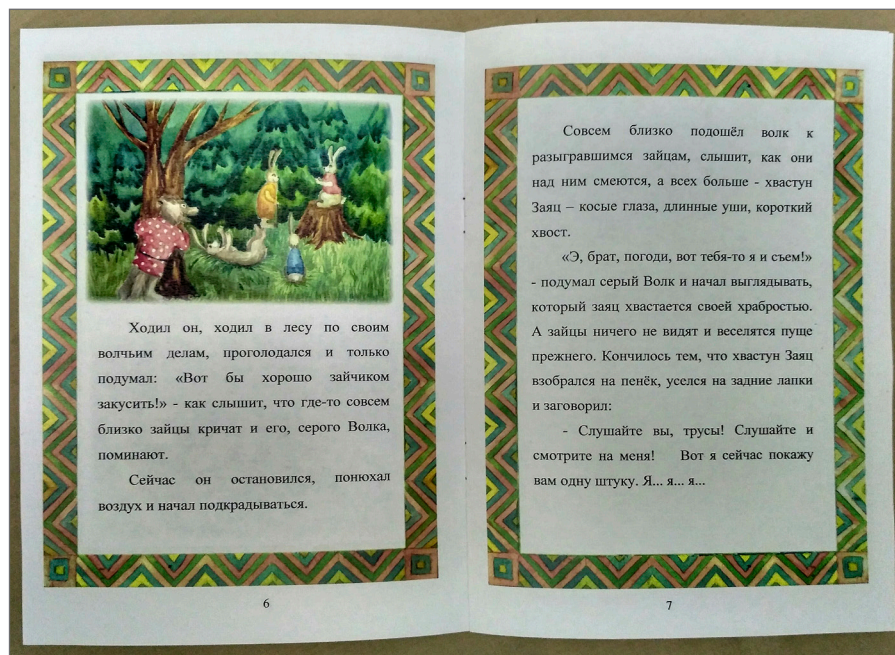 Ходил он, ходил в лесу по своим
волчьим делам, проголодался и только
подумал: «Вот бы хорошо зайчиком
закусить!» - как слышит, что где-то совсем
близко зайцы кричат и его, серого Волка,
поминают.
Сейчас он остановился, понюхал
воздух и начал подкрадываться.
6
Совсем близко подошёл волк к
разыгравшимся зайцам, слышит, как они
над ним смеются, а всех больше - хвастун
Заяц – косые глаза, длинные уши, короткий
хвост.
«Э, брат, погоди, вот тебя-то я и съем!»
- подумал серый Волк и начал выглядывать,
который заяц хвастается своей храбростью.
А зайцы ничего не видят и веселятся пуще
прежнего. Кончилось тем, что хвастун Заяц
взобрался на пенёк, уселся на задние лапки
и заговорил:
- Слушайте вы, трусы! Слушайте и
смотрите на меня! Вот я сейчас покажу
вам одну штуку. Я... я... я...
7